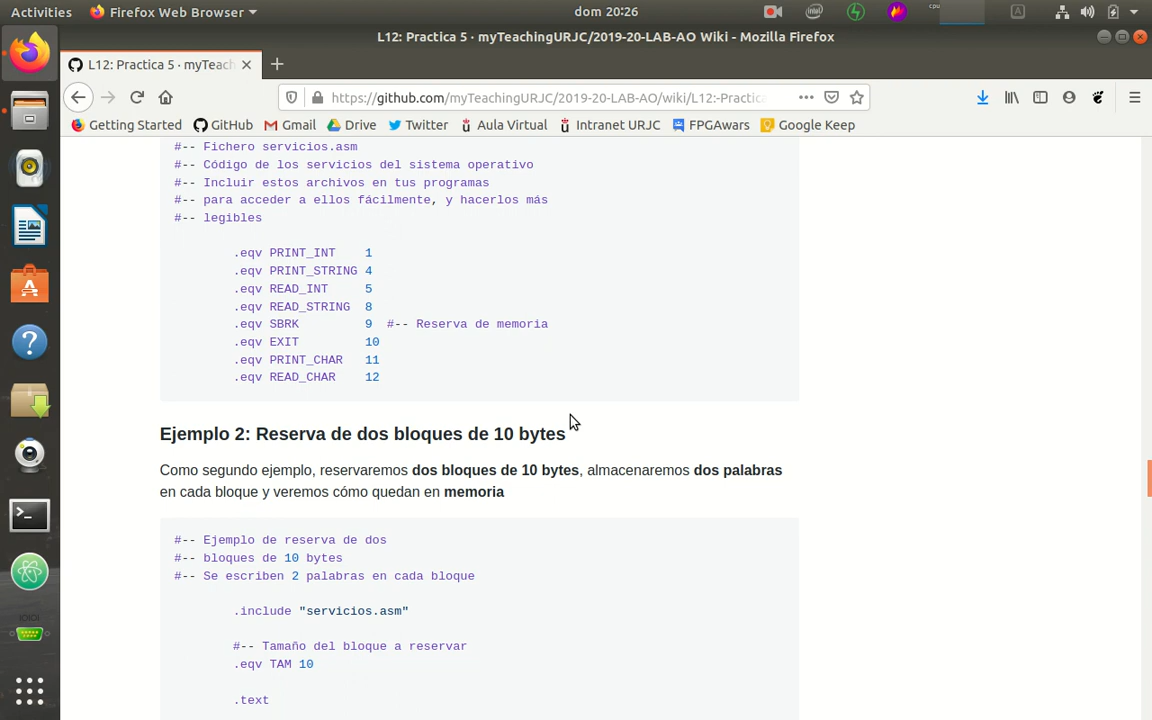 Activities
Firefox Web Browser
dom 20:26
cpu
L12: Practica 5 · myTeachingURJC/2019-20-LAB-AO Wiki - Mozilla Firefox
L12: Practica 5 · myTeach
https://github.com/myTeachingURJC/2019-20-LAB-AO/wiki/L12:-Practica
Getting Started
GitHub
Gmail
Drive
Twitter
Aula Virtual
Intranet URJC
FPGAwars
Google Keep
#-- Fichero servicios.asm
#-- Código de los servicios del sistema operativo
#-- Incluir estos archivos en tus programas
#-- para acceder a ellos fácilmente, y hacerlos más
#-- legibles
.eqv PRINT_INT 1
.eqv PRINT_STRING 4
.eqv READ_INT 5
.eqv READ_STRING 8
.eqv SBRK 9 #-- Reserva de memoria
.eqv EXIT 10
.eqv PRINT_CHAR 11
.eqv READ_CHAR 12
Ejemplo 2: Reserva de dos bloques de 10 bytes
Como segundo ejemplo, reservaremos dos bloques de 10 bytes, almacenaremos dos palabras
en cada bloque y veremos cómo quedan en memoria
#-- Ejemplo de reserva de dos
#-- bloques de 10 bytes
#-- Se escriben 2 palabras en cada bloque
.include "servicios.asm"
#-- Tamaño del bloque a reservar
.eqv TAM 10
.text